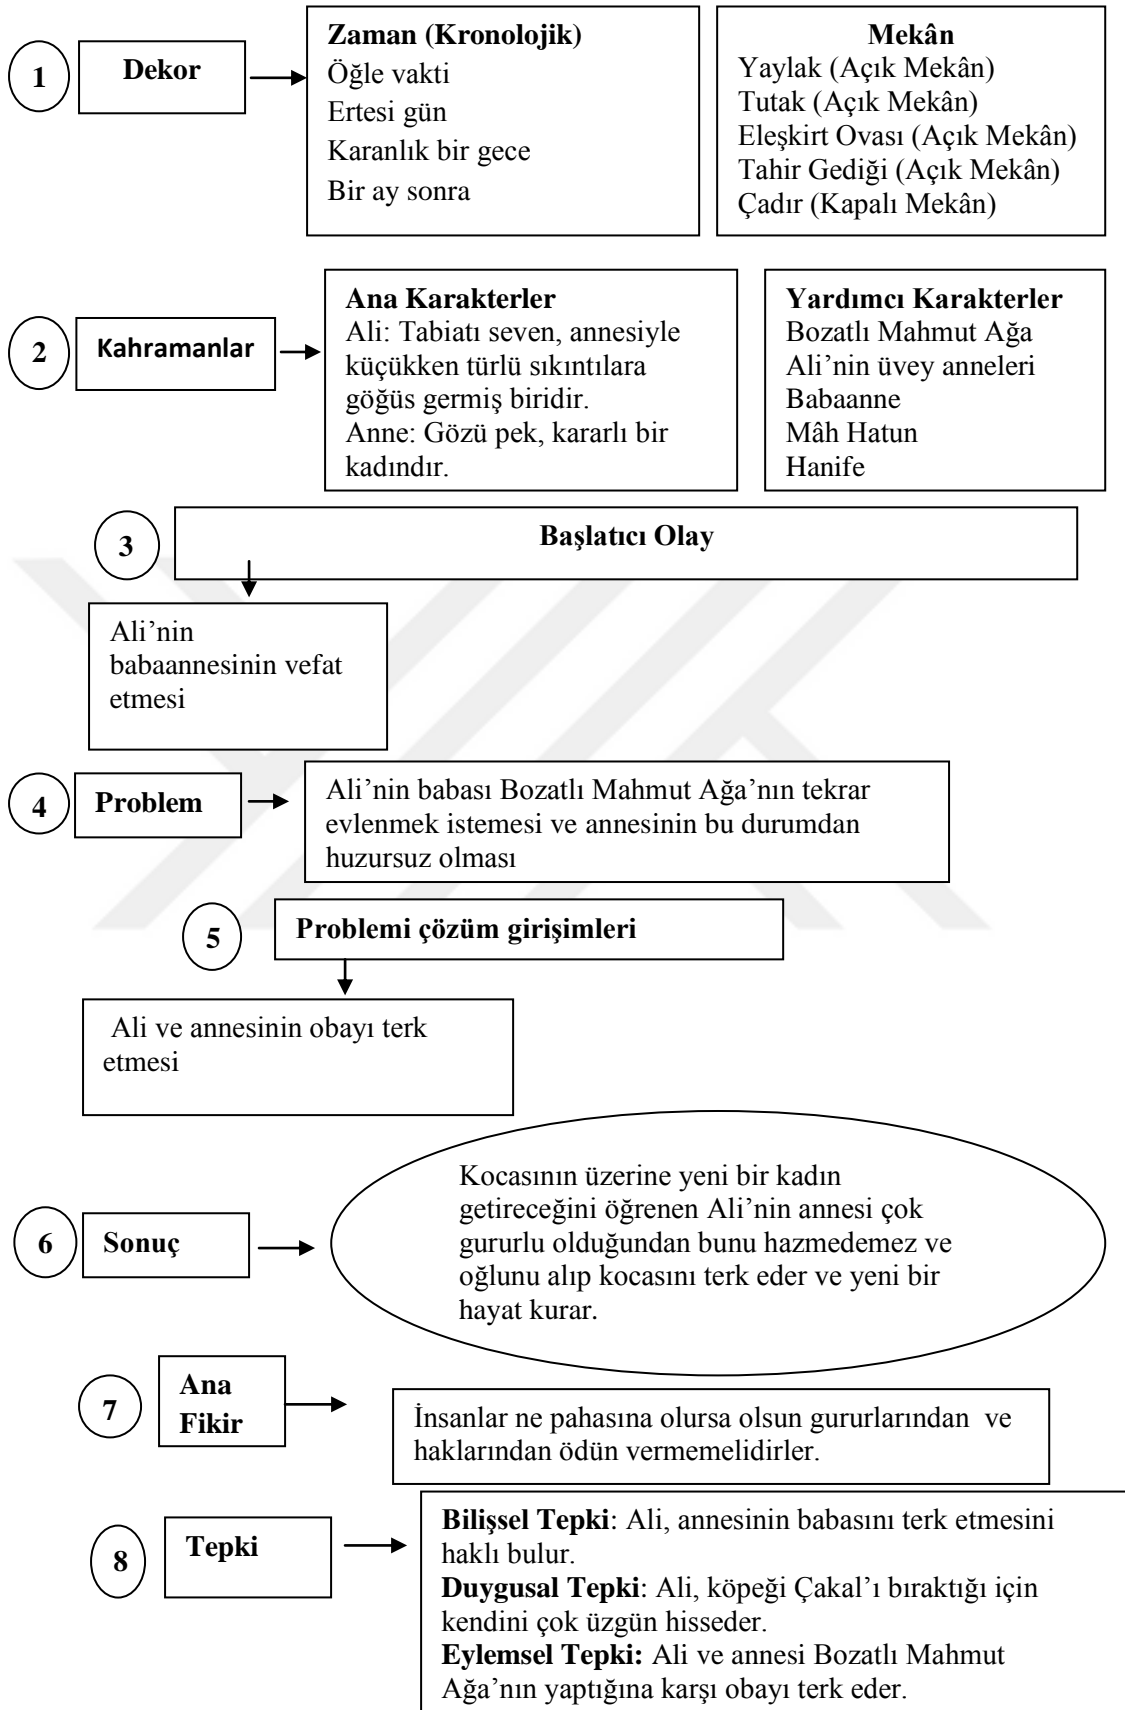 1
Dekor
Zaman (Kronolojik)
Öğle vakti
Ertesi gün
Karanlık bir gece
Bir ay sonra
Mekân
Yaylak (Açık Mekân)
Tutak (Açık Mekân)
Eleşkirt Ovası (Açık Mekân)
Tahir Gediği (Açık Mekân)
Çadır (Kapalı Mekân)
2
Kahramanlar
Ana Karakterler
Ali: Tabiatı seven, annesiyle
küçükken türlü sıkıntılara
göğüs germiş biridir.
Anne: Gözü pek, kararlı bir
kadındır.
Yardımcı Karakterler
Bozatlı Mahmut Ağa
Ali’nin üvey anneleri
Babaanne
Mâh Hatun
Hanife
3
Başlatıcı Olay
Ali’nin
babaannesinin vefat
etmesi
4
Problem
Ali’nin babası Bozatlı Mahmut Ağa’nın tekrar
evlenmek istemesi ve annesinin bu durumdan
huzursuz olması
5
Problemi çözüm girişimleri
Ali ve annesinin obayı terk
etmesi
6
Sonuç
Kocasının üzerine yeni bir kadın
getireceğini öğrenen Ali’nin annesi çok
gururlu olduğundan bunu hazmedemez ve
oğlunu alıp kocasını terk eder ve yeni bir
hayat kurar.
7
Ana
Fikir
İnsanlar ne pahasına olursa olsun gururlarından ve
haklarından ödün vermemelidirler.
8
Tepki
Bilişsel Tepki: Ali, annesinin babasını terk etmesini
haklı bulur.
Duygusal Tepki: Ali, köpeği Çakal’ı bıraktığı için
kendini çok üzgün hisseder.
Eylemsel Tepki: Ali ve annesi Bozatlı Mahmut
Ağa’nın yaptığına karşı obayı terk eder.